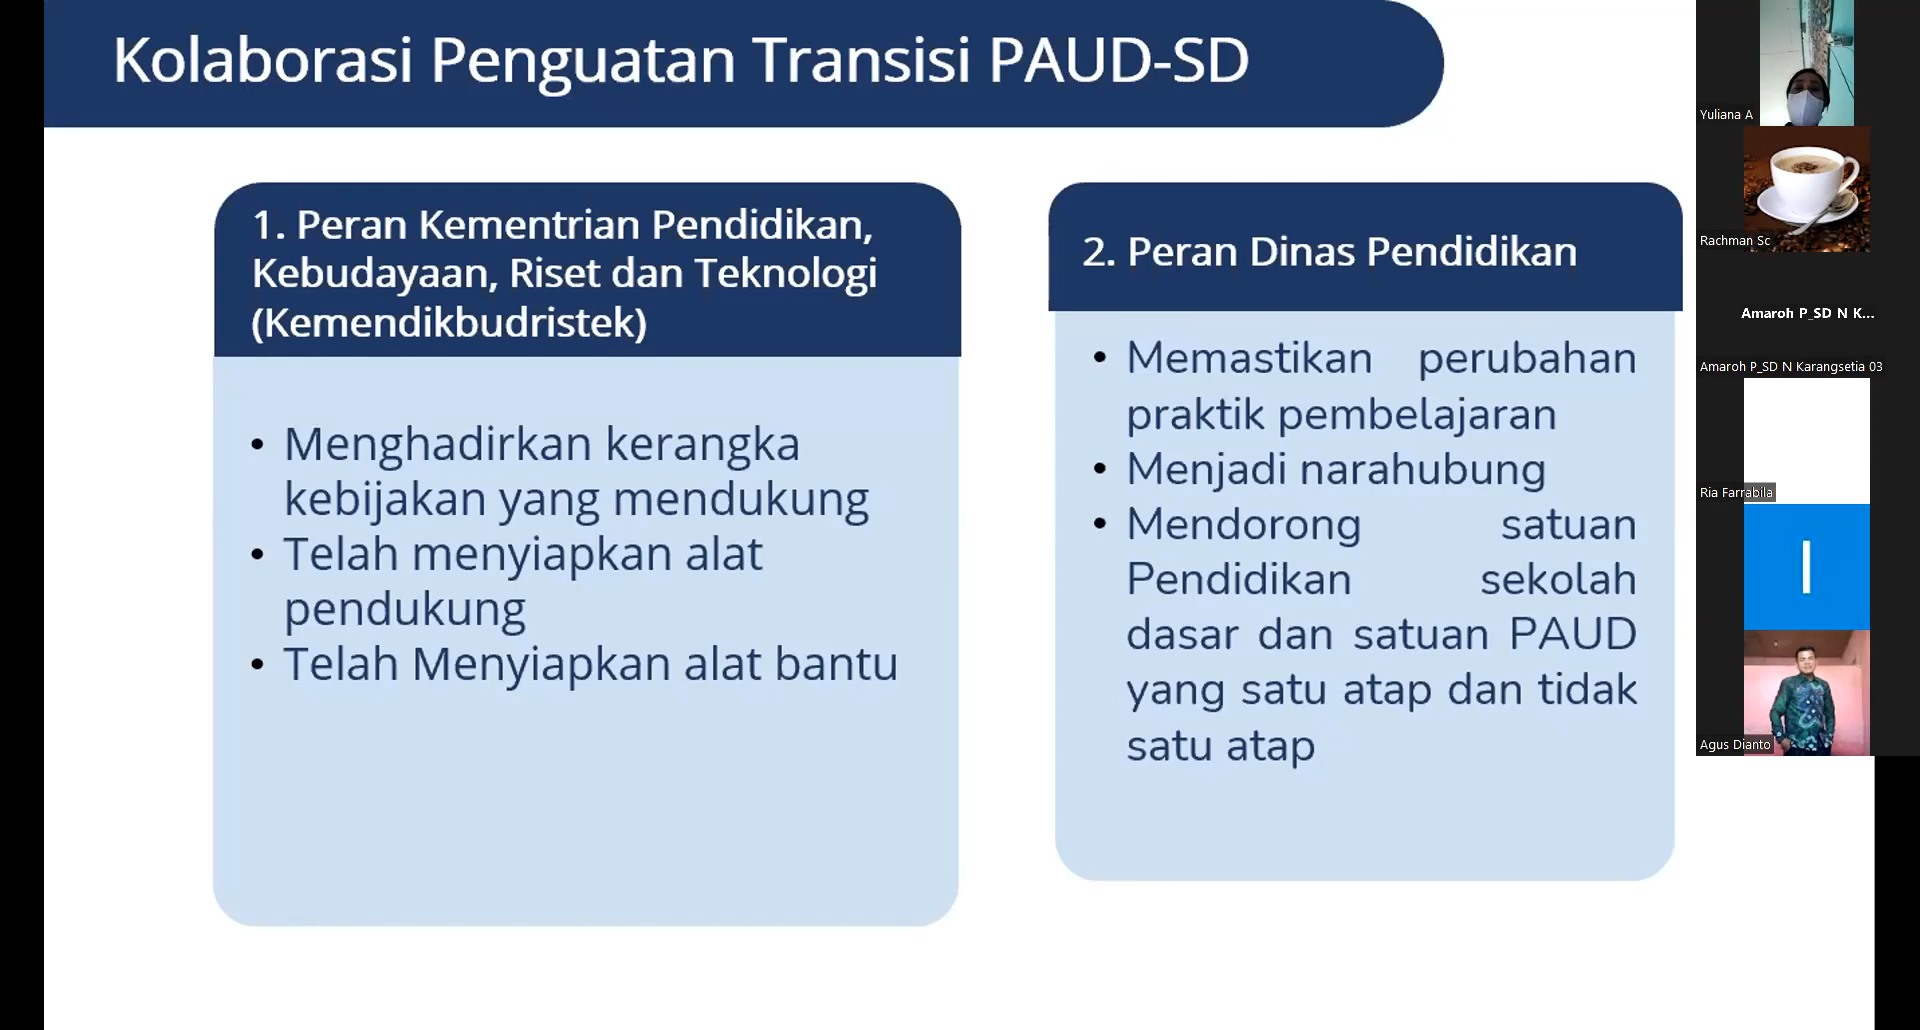 Kolaborasi Penguatan Transisi PAUD-SD
1. Peran Kementrian Pendidikan,
Kebudayaan, Riset dan Teknologi
(Kemendikbudristek)
• Menghadirkan kerangka
kebijakan yang mendukung
• Telah menyiapkan alat
pendukung
• Telah Menyiapkan alat bantu
2. Peran Dinas Pendidikan
• Memastikan perubahan
praktik pembelajaran
• Menjadi narahubung
• Mendorong satuan
Pendidikan sekolah
dasar dan satuan PAUD
yang satu atap dan tidak
satu atap
Yuliana A
Rachman Sc
Amaroh P_SD N K...
Amaroh P_SD N Karangsetia 03
Ria Farrabila
I
Agus Dianto